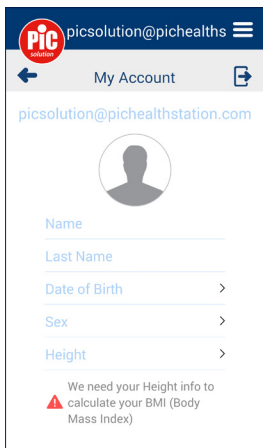 PiC
solution
picsolution@pichealths
My Account
picsolution@pichealthstation.com
Name
Last Name
Date of Birth
Sex
Height
We need your Height info to
calculate your BMI (Body
Mass Index)